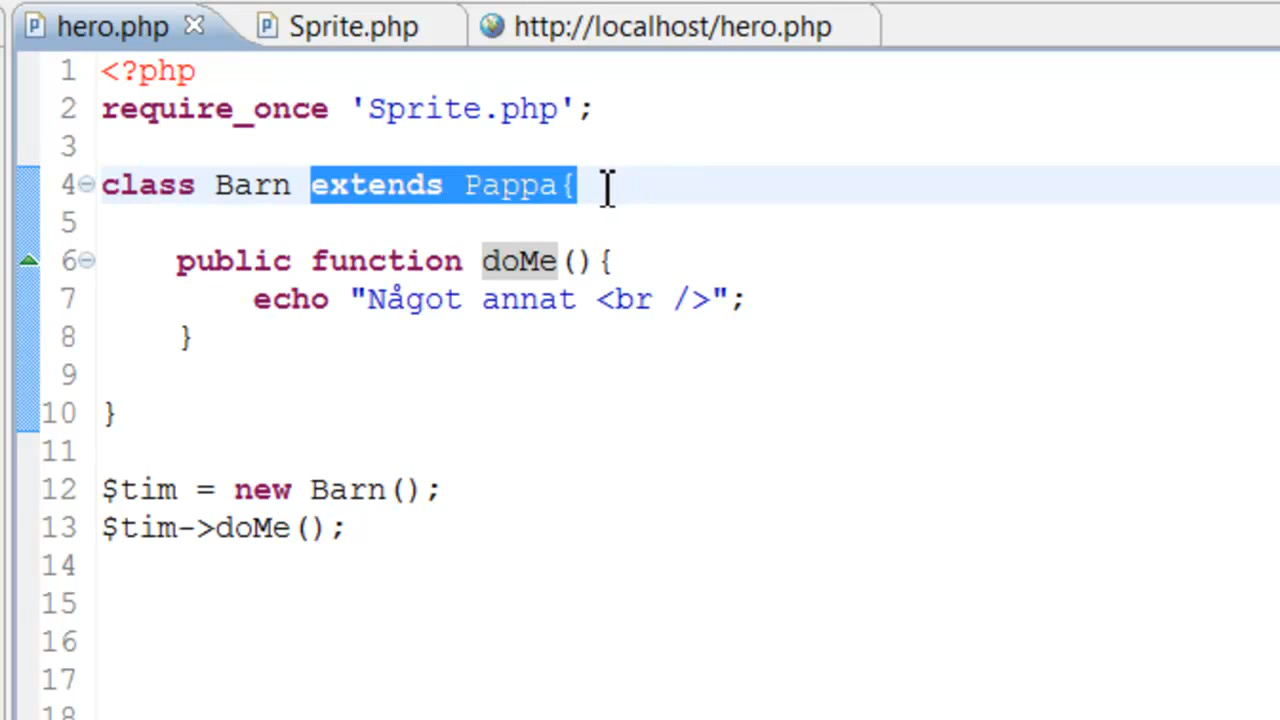 hero.php Sprite.php http://localhost/hero.php
1 <?php
2 require_once 'Sprite.php';
3
4 class Barn extends Pappa{
5
6 public function doMe(){
7 echo "Något annat <br />";
8 }
9
10 }
11
12 $tim = new Barn();
13 $tim->doMe();
14
15
16
17
18